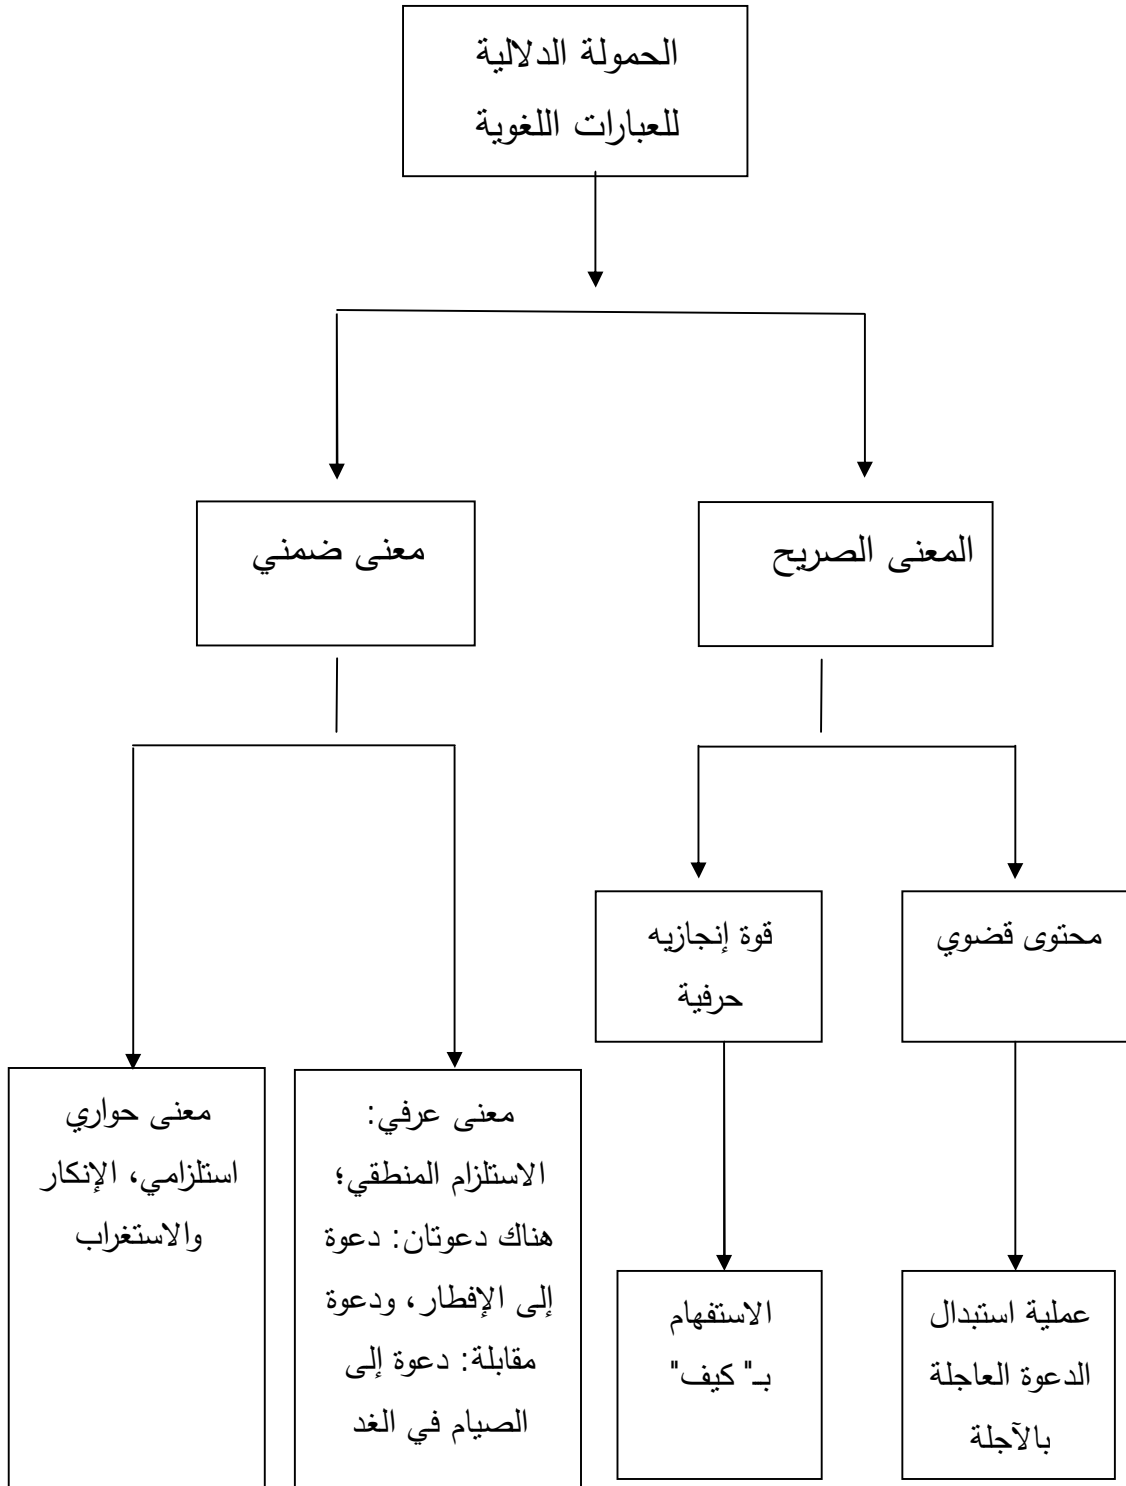 الحمولة الدلالية
للعبارات اللغوية
المعنى الصريح
معنى ضمني
محتوى قضوي
قوة إنجازيه
حرفية
معنى عرفي:
الاستلزام المنطقي؛
هناك دعوتان: دعوة
إلى الإفطار، ودعوة
مقابلة: دعوة إلى
الصيام في الغد
معنى حواري
استلزامي، الإنكار
والاستغراب
عملية استبدال
الدعوة العاجلة
بالآجلة
الاستفهام
بـ" كيف"